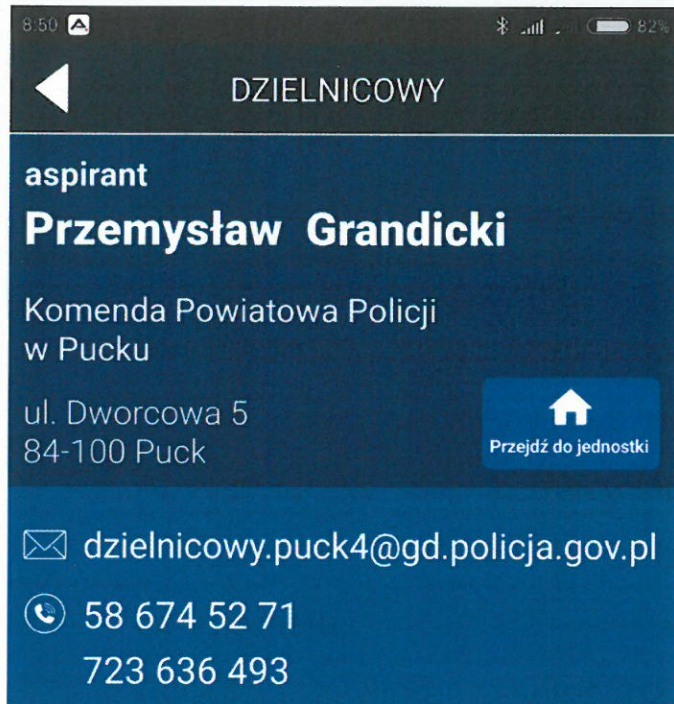 8:50 A 82%
DZIELNICOWY
aspirant
Przemysław Grandicki
Komenda Powiatowa Policji
w Pucku
ul. Dworcowa 5
84-100 Puck
Przejdź do jednostki
dzielnicowy.puck4@gd.policja.gov.pl
58 674 52 71
723 636 493